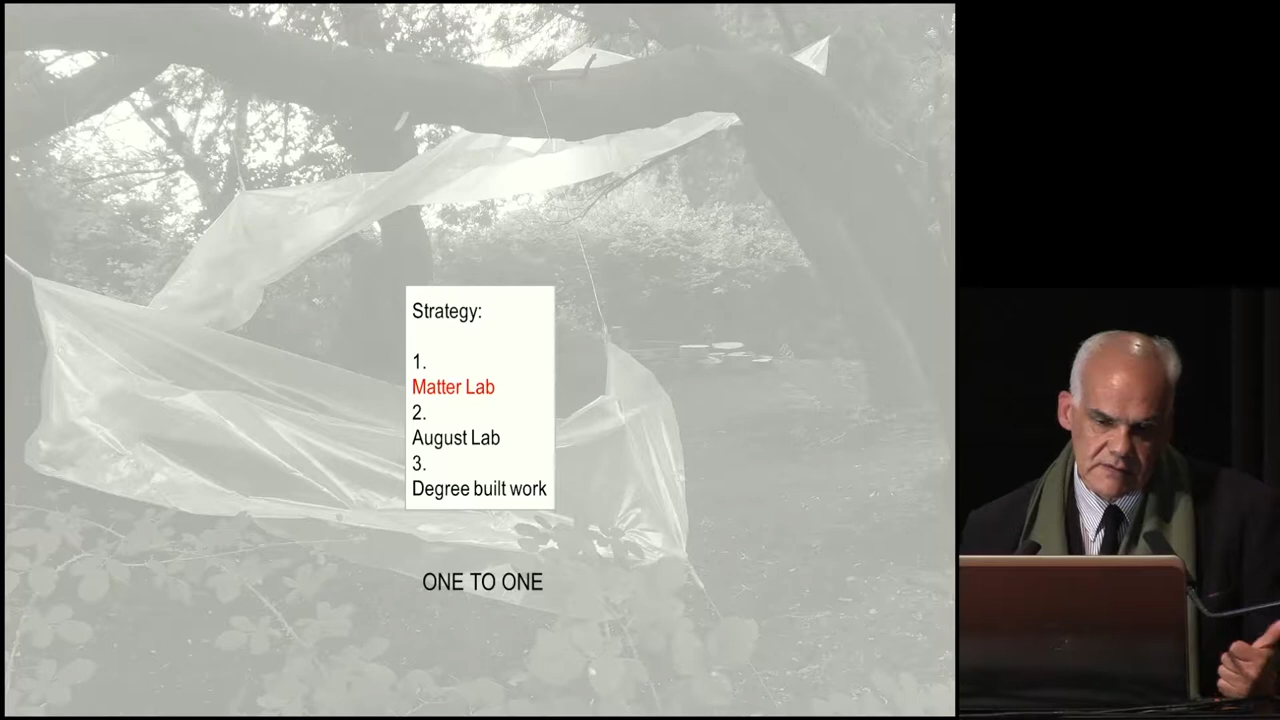 Strategy:
1.
Matter Lab
2.
August Lab
3.
Degree built work
ONE TO ONE